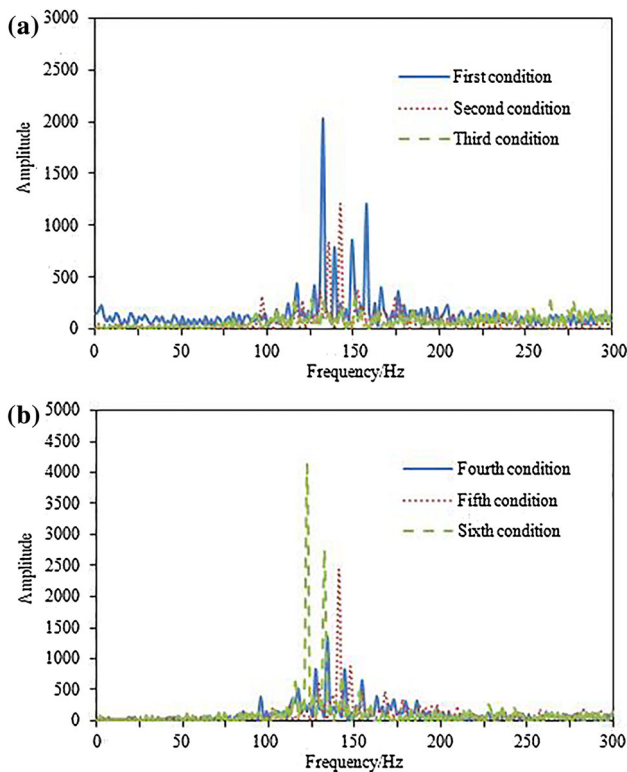 (a)
3000
2500
2000
1500
1000
500
0
Amplitude
First condition
Second condition
Third condition
0 50 100 150 200 250 300
Frequency/Hz
(b)
5000
4500
4000
3500
3000
2500
2000
1500
1000
500
0
Amplitude
Fourth condition
Fifth condition
Sixth condition
0 50 100 150 200 250 300
Frequency/Hz